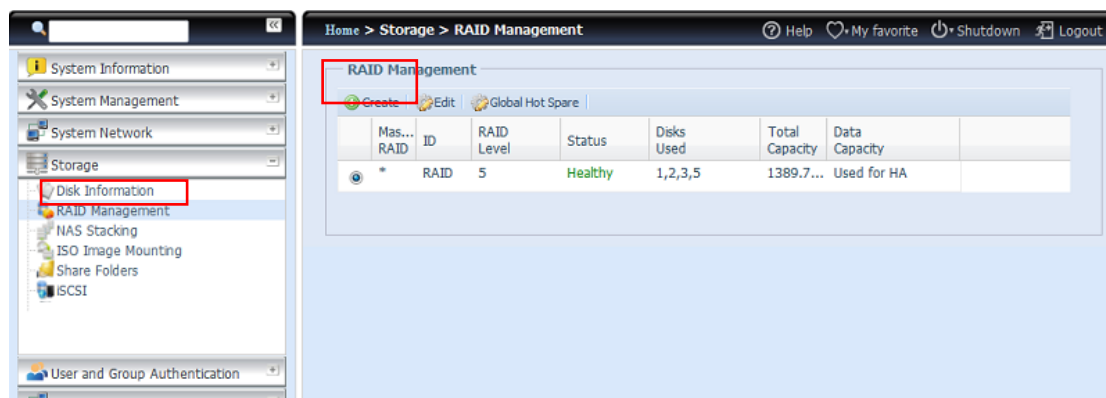 Home > Storage > RAID Management
Help My favorite Shutdown Logout
System Information
System Management
System Network
Storage
Disk Information
RAID Management
NAS Stacking
ISO Image Mounting
Share Folders
iSCSI
User and Group Authentication
RAID Management
Create Edit Global Hot Spare
Mas... RAID ID RAID Level Status Disks Used Total Capacity Data Capacity
* RAID 5 Healthy 1,2,3,5 1389.7... Used for HA